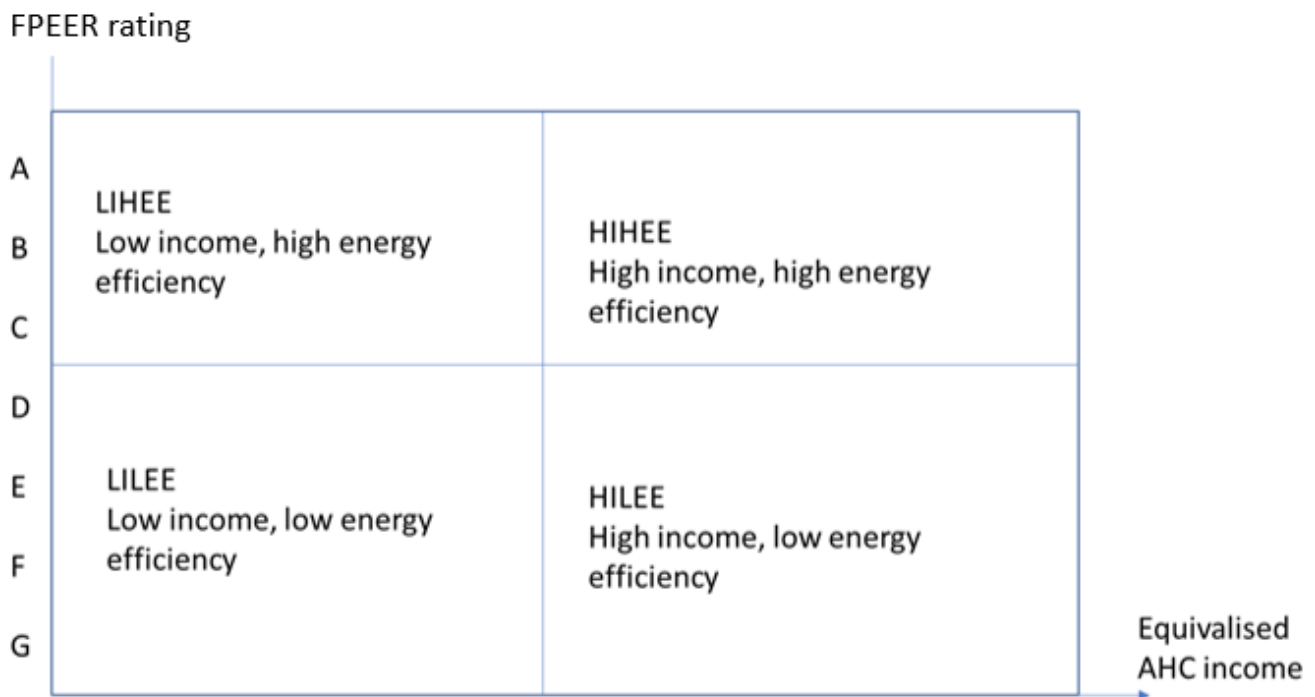 FPEER rating
A
B
C
D
E
F
G
LIHEE
Low income, high energy
efficiency
HIHEE
High income, high energy
efficiency
LILEE
Low income, low energy
efficiency
HILEE
High income, low energy
efficiency
Equivalised
AHC income